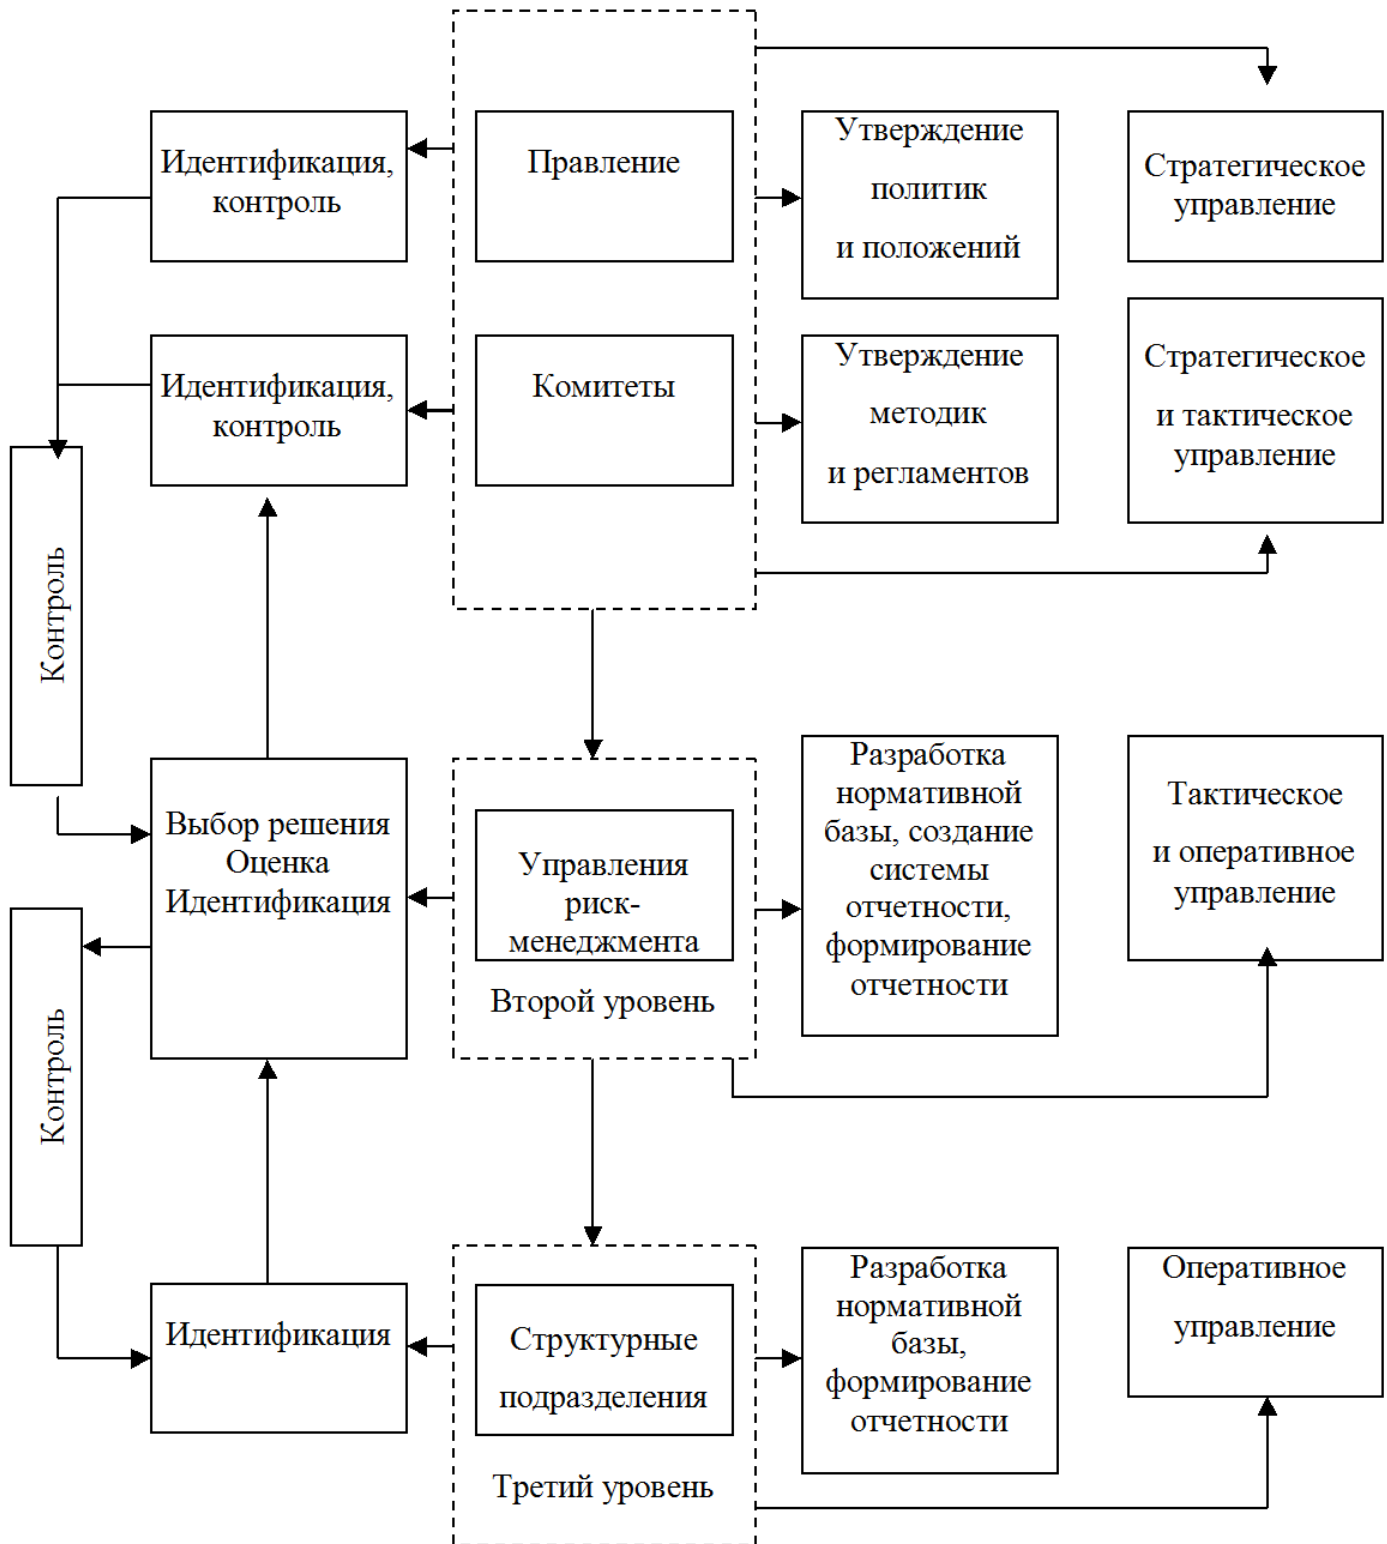 Идентификация,
контроль
Правление
Утверждение
политик
и положений
Стратегическое
управление
Идентификация,
контроль
Комитеты
Утверждение
методик
и регламентов
Стратегическое
и тактическое
управление
Контроль
Выбор решения
Оценка
Идентификация
Управления
риск-
менеджмента
Второй уровень
Разработка
нормативной
базы, создание
системы
отчетности,
формирование
отчетности
Тактическое
и оперативное
управление
Контроль
Идентификация
Структурные
подразделения
Третий уровень
Разработка
нормативной
базы,
формирование
отчетности
Оперативное
управление